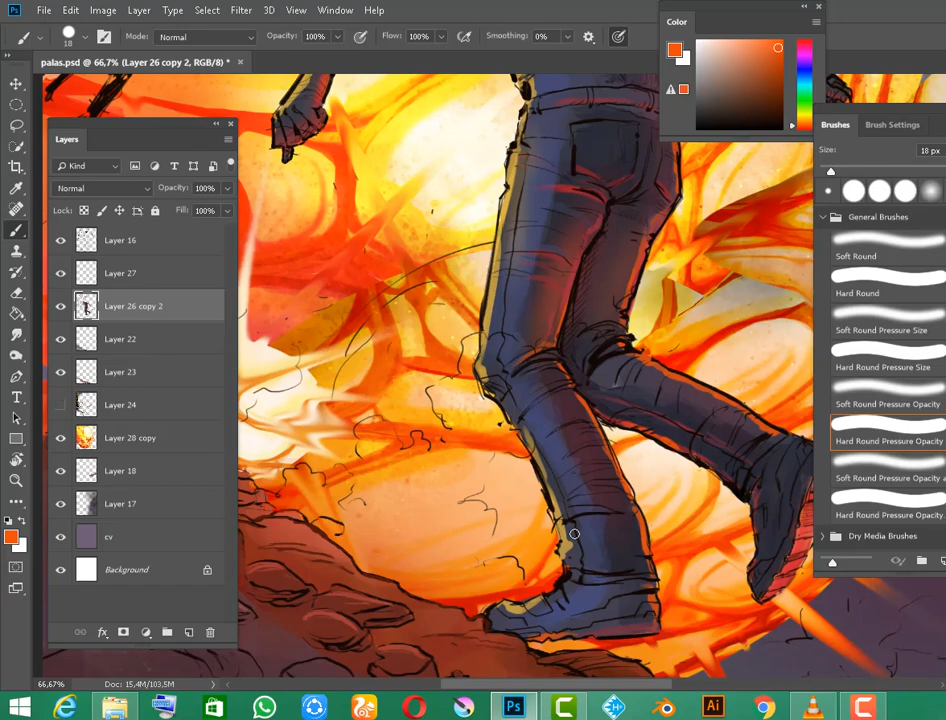 Ps File Edit Image Layer Type Select Filter 3D View Window Help
18 Mode: Normal Opacity: 100% Flow: 100% Smoothing: 0%
palas.psd @ 66,7% (Layer 26 copy 2, RGB/8) * ×
Color
Layers
Kind
Normal Opacity: 100%
Lock: Fill: 100%
Layer 16
Layer 27
Layer 26 copy 2
Layer 22
Layer 23
Layer 24
Layer 28 copy
Layer 18
Layer 17
cv
Background
fx
Brushes Brush Settings
Size: 18 px
General Brushes
Soft Round
Hard Round
Soft Round Pressure Size
Hard Round Pressure Size
Soft Round Pressure Opacity
Hard Round Pressure Opacity
Soft Round Pressure Opacity a
Hard Round Pressure Opacity
Dry Media Brushes
66,67% Doc: 15,4M/103,5M
Ps C H Ai C